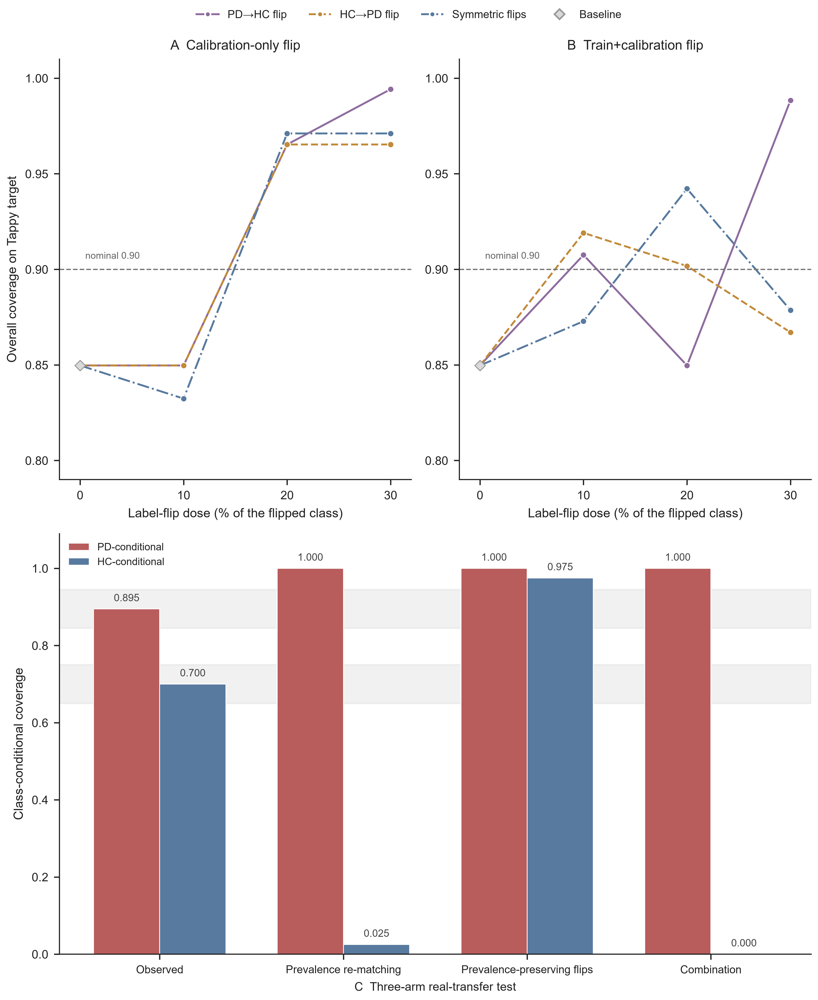 PD→HC flip
HC→PD flip
Symmetric flips
Baseline
A Calibration-only flip
B Train+calibration flip
Overall coverage on Tappy target
1.00
0.95
0.90
0.85
0.80
nominal 0.90
0
10
20
30
Label-flip dose (% of the flipped class)
1.00
0.95
0.90
0.85
0.80
nominal 0.90
0
10
20
30
Label-flip dose (% of the flipped class)
PD-conditional
HC-conditional
Class-conditional coverage
1.0
0.8
0.6
0.4
0.2
0.0
0.895
0.700
1.000
0.025
1.000
0.975
1.000
0.000
Observed
Prevalence re-matching
Prevalence-preserving flips
Combination
C Three-arm real-transfer test